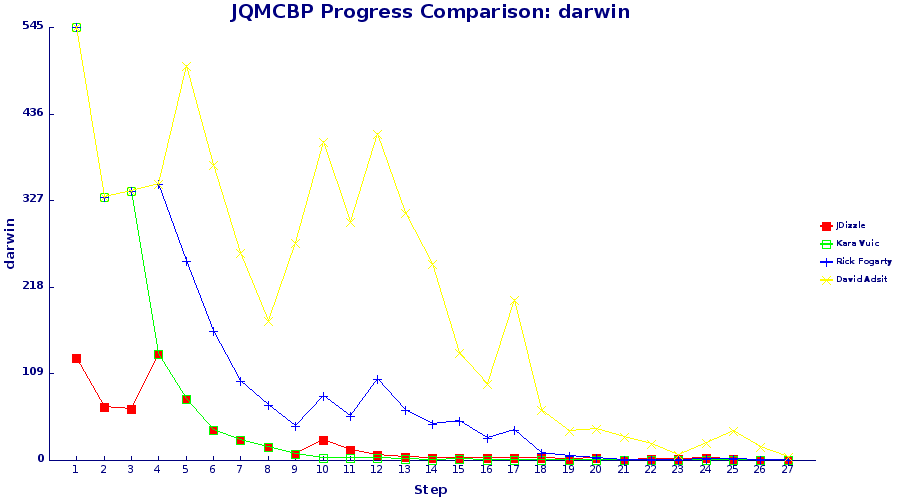 JQMCBP Progress Comparison: darwin
545
436
327
218
109
0
darwin
1 2 3 4 5 6 7 8 9 10 11 12 13 14 15 16 17 18 19 20 21 22 23 24 25 26 27
Step
JDizzle
Kara Vuic
Rick Fogarty
David Adsit